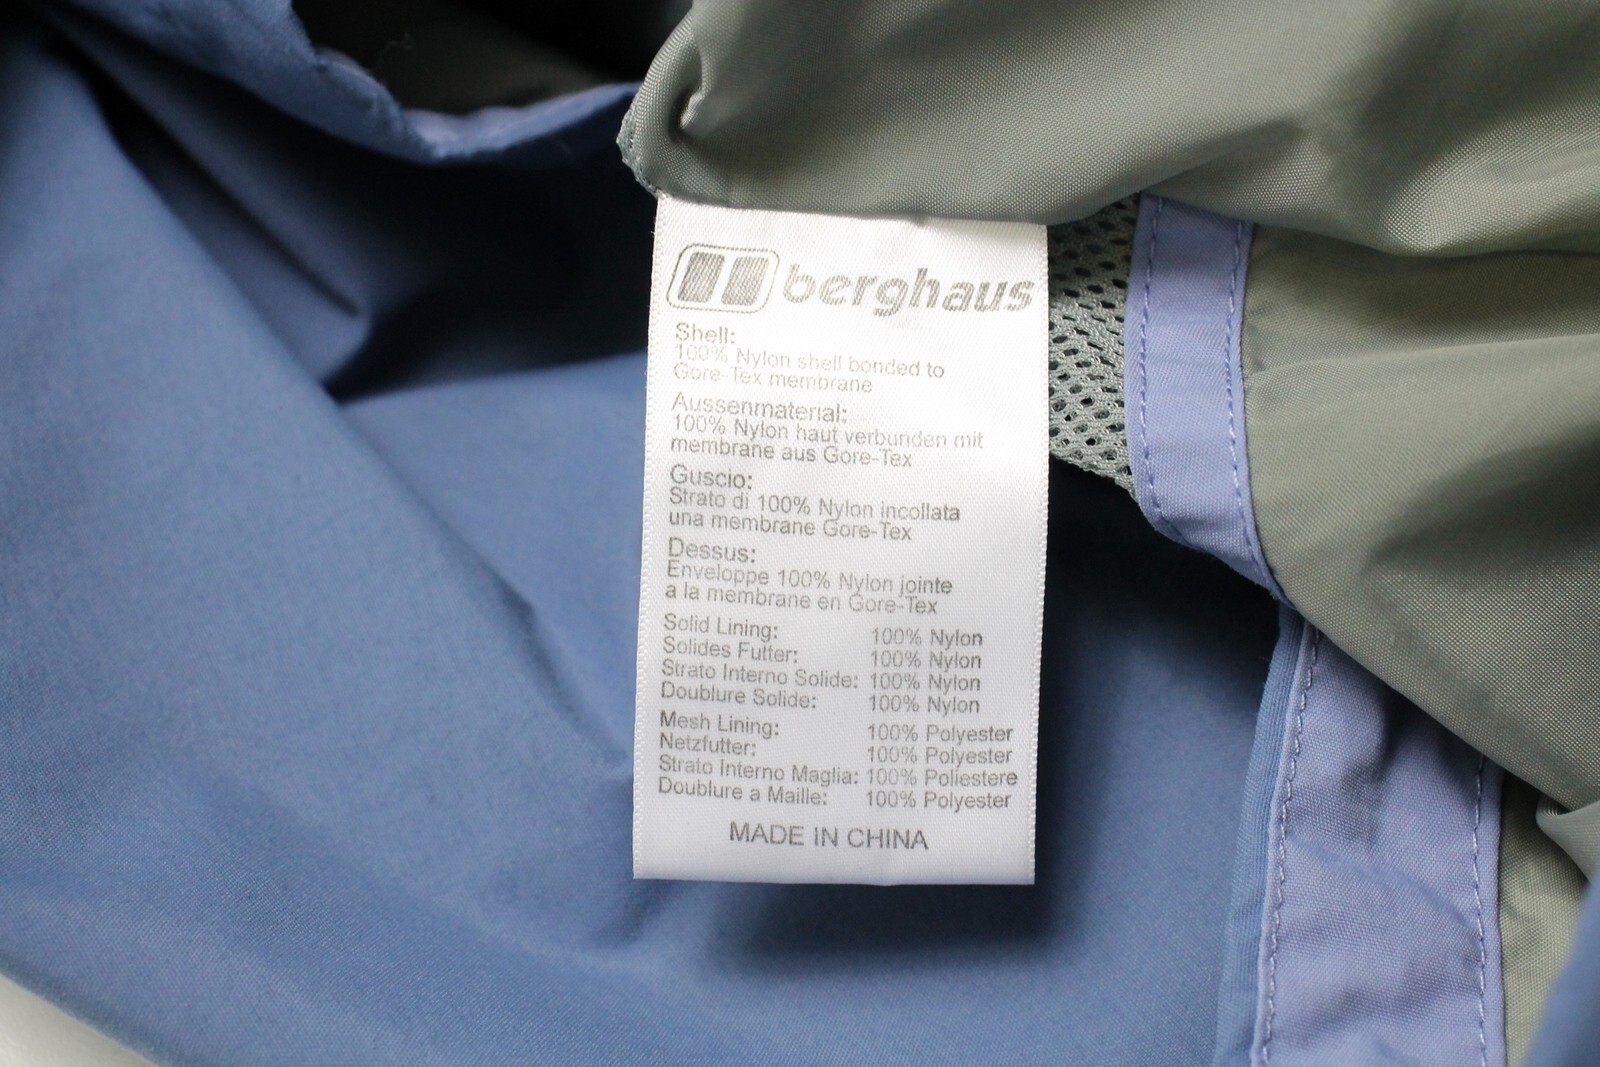 berghaus
Shell:
100% Nylon shell bonded to
Gore-Tex membrane
Aussenmaterial:
100% Nylon haut verbunden mit
membrane aus Gore-Tex
Guscio:
Strato di 100% Nylon incollata
una membrane Gore-Tex
Dessus:
Enveloppe 100% Nylon jointe
a la membrane en Gore-Tex
Solid Lining: 100% Nylon
Solides Futter: 100% Nylon
Strato Interno Solide: 100% Nylon
Doublure Solide: 100% Nylon
Mesh Lining: 100% Polyester
Netzfutter: 100% Polyester
Strato Interno Maglia: 100% Poliestere
Doublure a Maille: 100% Polyester
MADE IN CHINA